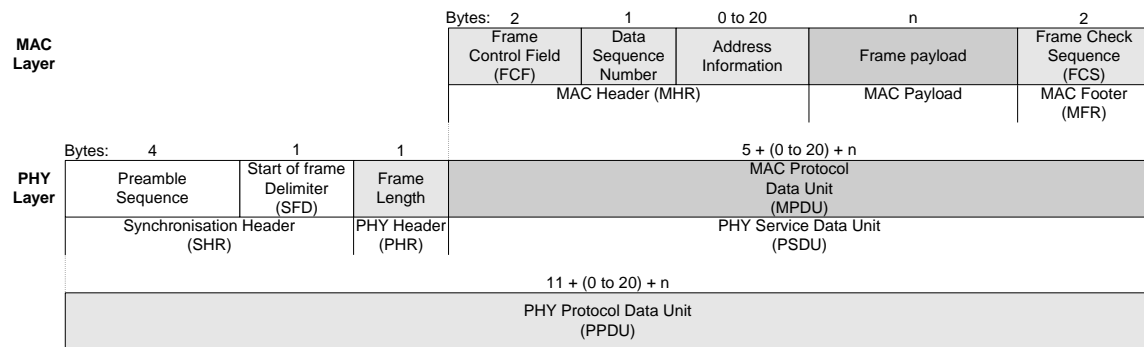 Bytes: 2 1 0 to 20 n 2
MAC
Layer
Frame
Control Field
(FCF)
Data
Sequence
Number
Address
Information
Frame payload
Frame Check
Sequence
(FCS)
MAC Header (MHR)
MAC Payload
MAC Footer
(MFR)
Bytes: 4 1 1 5 + (0 to 20) + n
PHY
Layer
Preamble
Sequence
Start of frame
Delimiter
(SFD)
Frame
Length
MAC Protocol
Data Unit
(MPDU)
Synchronisation Header
(SHR)
PHY Header
(PHR)
PHY Service Data Unit
(PSDU)
11 + (0 to 20) + n
PHY Protocol Data Unit
(PPDU)